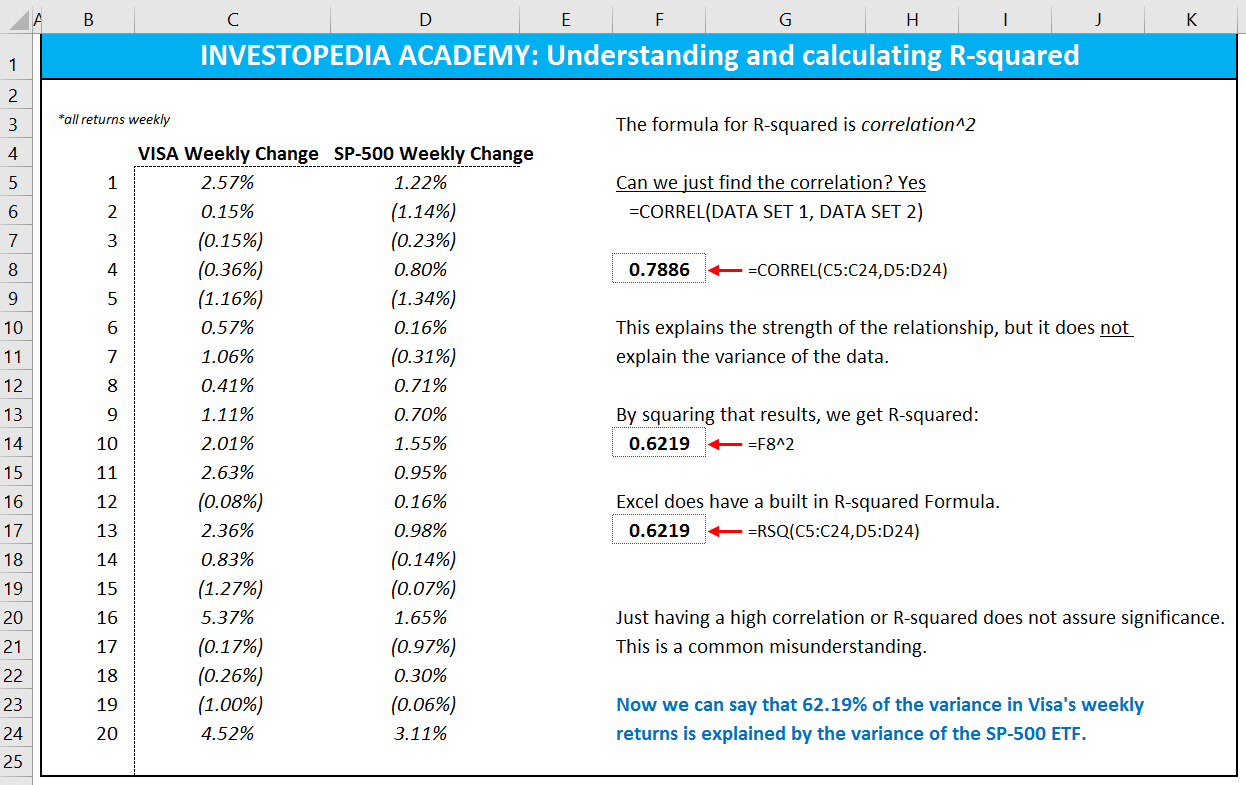 A B C D E F G H I J K
1 INVESTOPEDIA ACADEMY: Understanding and calculating R-squared
2
3 *all returns weekly The formula for R-squared is correlation^2
4 VISA Weekly Change SP-500 Weekly Change
5 1 2.57% 1.22% Can we just find the correlation? Yes
6 2 0.15% (1.14%) =CORREL(DATA SET 1, DATA SET 2)
7 3 (0.15%) (0.23%)
8 4 (0.36%) 0.80% 0.7886 =CORREL(C5:C24,D5:D24)
9 5 (1.16%) (1.34%)
10 6 0.57% 0.16% This explains the strength of the relationship, but it does not
11 7 1.06% (0.31%) explain the variance of the data.
12 8 0.41% 0.71%
13 9 1.11% 0.70% By squaring that results, we get R-squared:
14 10 2.01% 1.55% 0.6219 =F8^2
15 11 2.63% 0.95%
16 12 (0.08%) 0.16% Excel does have a built in R-squared Formula.
17 13 2.36% 0.98% 0.6219 =RSQ(C5:C24,D5:D24)
18 14 0.83% (0.14%)
19 15 (1.27%) (0.07%)
20 16 5.37% 1.65% Just having a high correlation or R-squared does not assure significance.
21 17 (0.17%) (0.97%) This is a common misunderstanding.
22 18 (0.26%) 0.30%
23 19 (1.00%) (0.06%) Now we can say that 62.19% of the variance in Visa's weekly
24 20 4.52% 3.11% returns is explained by the variance of the SP-500 ETF.
25